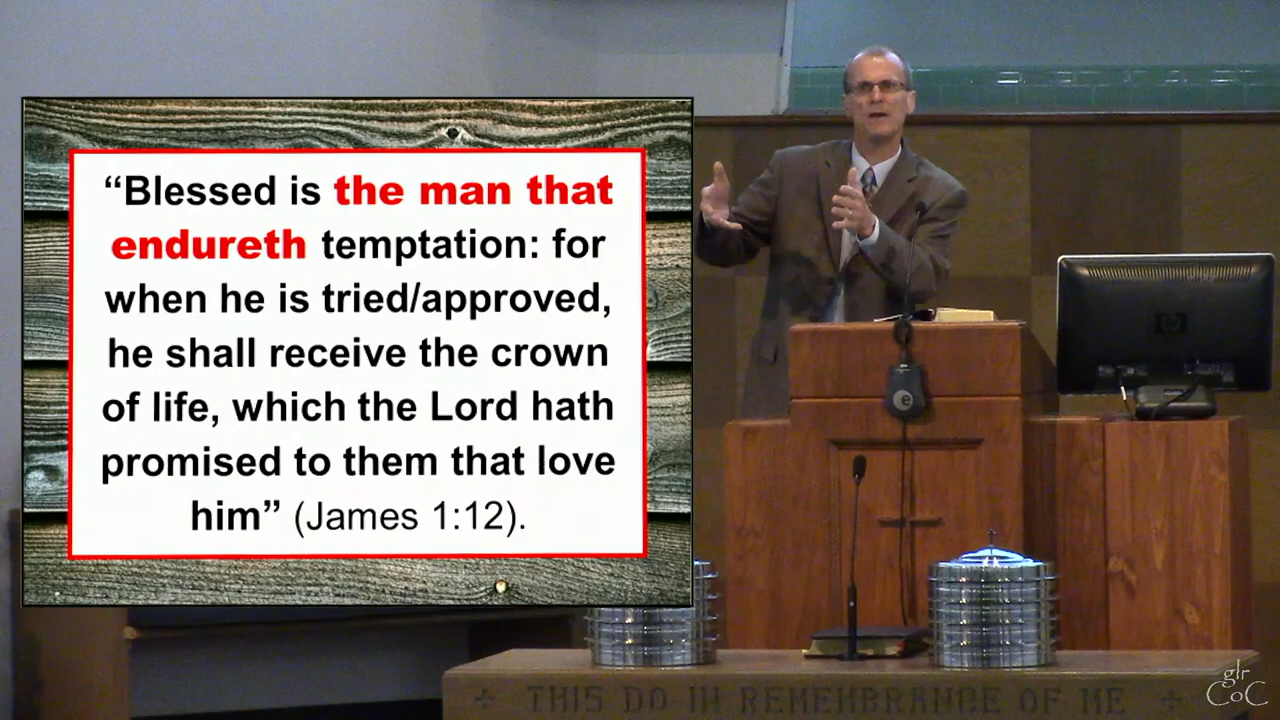 “Blessed is the man that
endureth temptation: for
when he is tried/approved,
he shall receive the crown
of life, which the Lord hath
promised to them that love
him” (James 1:12).
hp
e
THIS DO IN REMEMBRANCE OF ME
glr
CoC